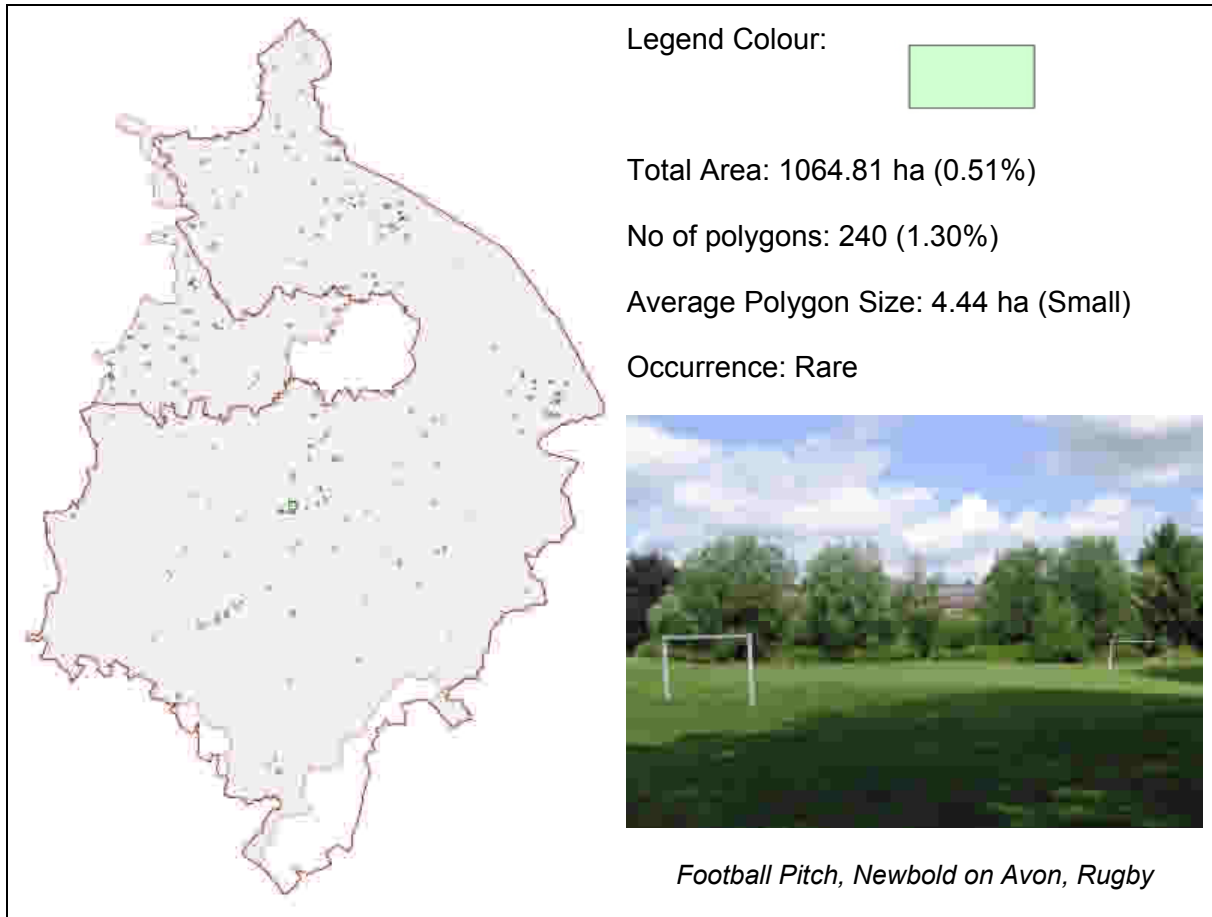 Legend Colour:
Total Area: 1064.81 ha (0.51%)
No of polygons: 240 (1.30%)
Average Polygon Size: 4.44 ha (Small)
Occurrence: Rare
Football Pitch, Newbold on Avon, Rugby